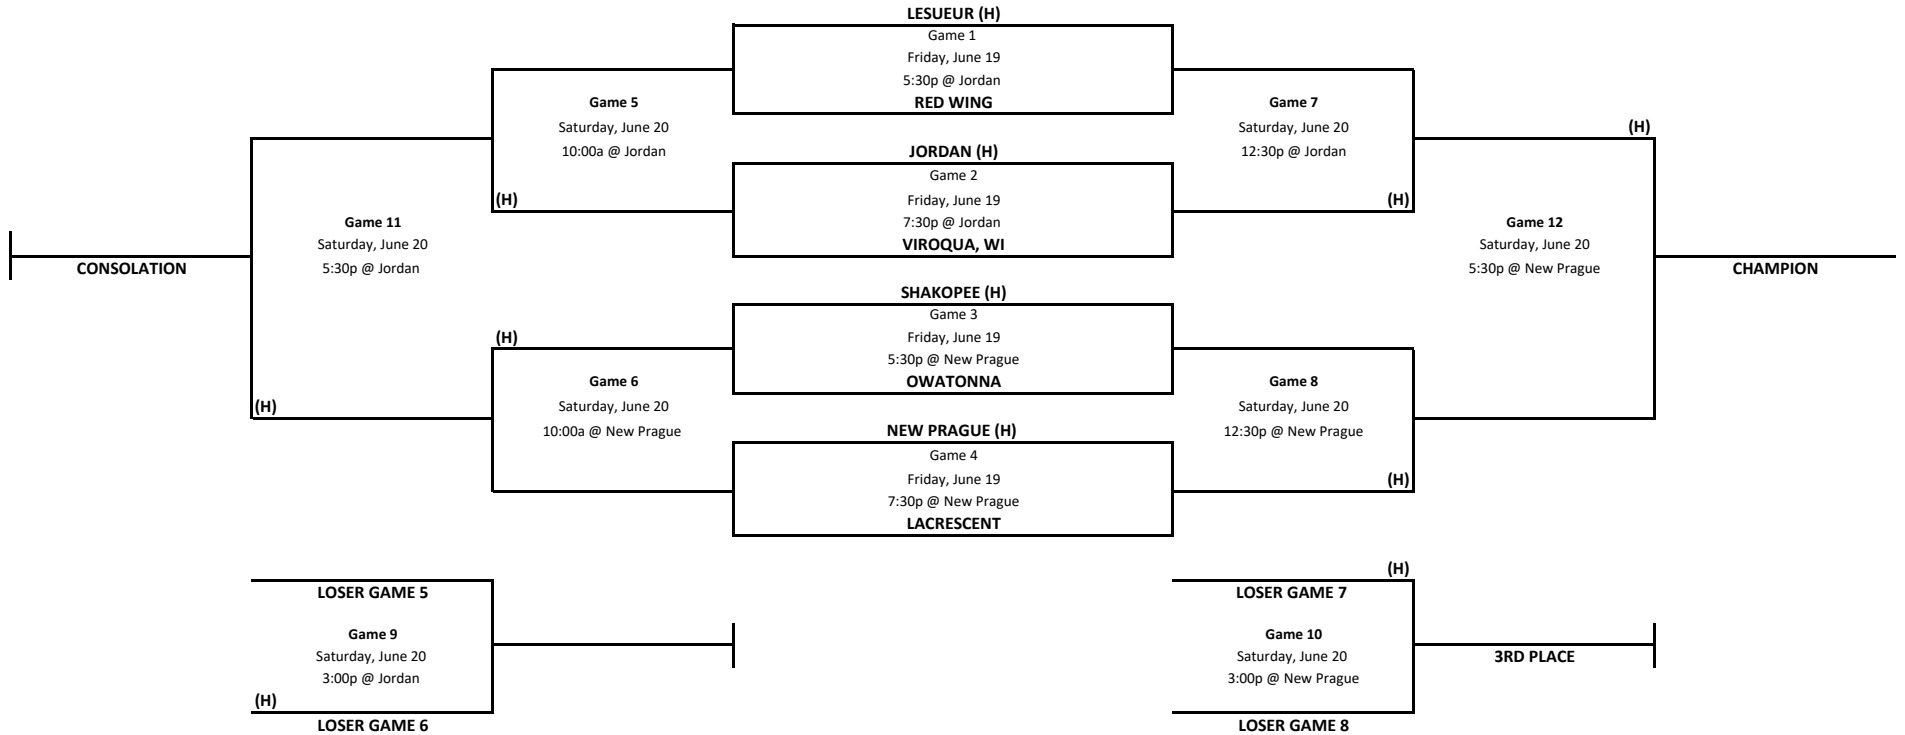 LESUEUR (H)
Game 1
Friday, June 19
5:30p @ Jordan
RED WING
Game 5
Saturday, June 20
10:00a @ Jordan
(H)
Game 7
Saturday, June 20
12:30p @ Jordan
(H)
JORDAN (H)
Game 2
Friday, June 19
7:30p @ Jordan
VIROQUA, WI
(H)
Game 11
Saturday, June 20
5:30p @ Jordan
CONSOLATION
(H)
Game 12
Saturday, June 20
5:30p @ New Prague
CHAMPION
SHAKOPEE (H)
Game 3
Friday, June 19
5:30p @ New Prague
OWATONNA
(H)
Game 6
Saturday, June 20
10:00a @ New Prague
Game 8
Saturday, June 20
12:30p @ New Prague
(H)
NEW PRAGUE (H)
Game 4
Friday, June 19
7:30p @ New Prague
LACRESCENT
LOSER GAME 5
Game 9
Saturday, June 20
3:00p @ Jordan
(H)
LOSER GAME 6
(H)
LOSER GAME 7
Game 10
Saturday, June 20
3:00p @ New Prague
LOSER GAME 8
3RD PLACE